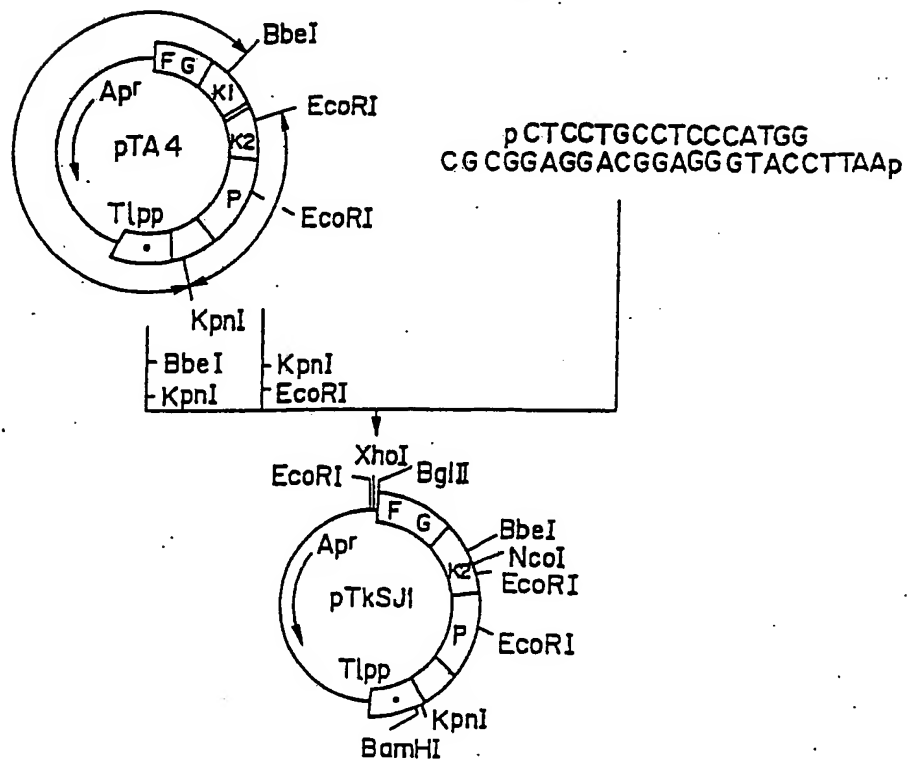 BbeI
F G
K1
Apr
EcoRI
pTA4
K2
P
EcoRI
Tlpp
KpnI
pCTCCTGCCTCCCATGG
CGCGGAGGACGGAGGGTACCTTAAp
BbeI
KpnI
KpnI
EcoRI
XhoI
EcoRI
BglII
F G
BbeI
Apr
NcoI
K2
EcoRI
pTkSJ1
P
EcoRI
Tlpp
KpnI
BamHI